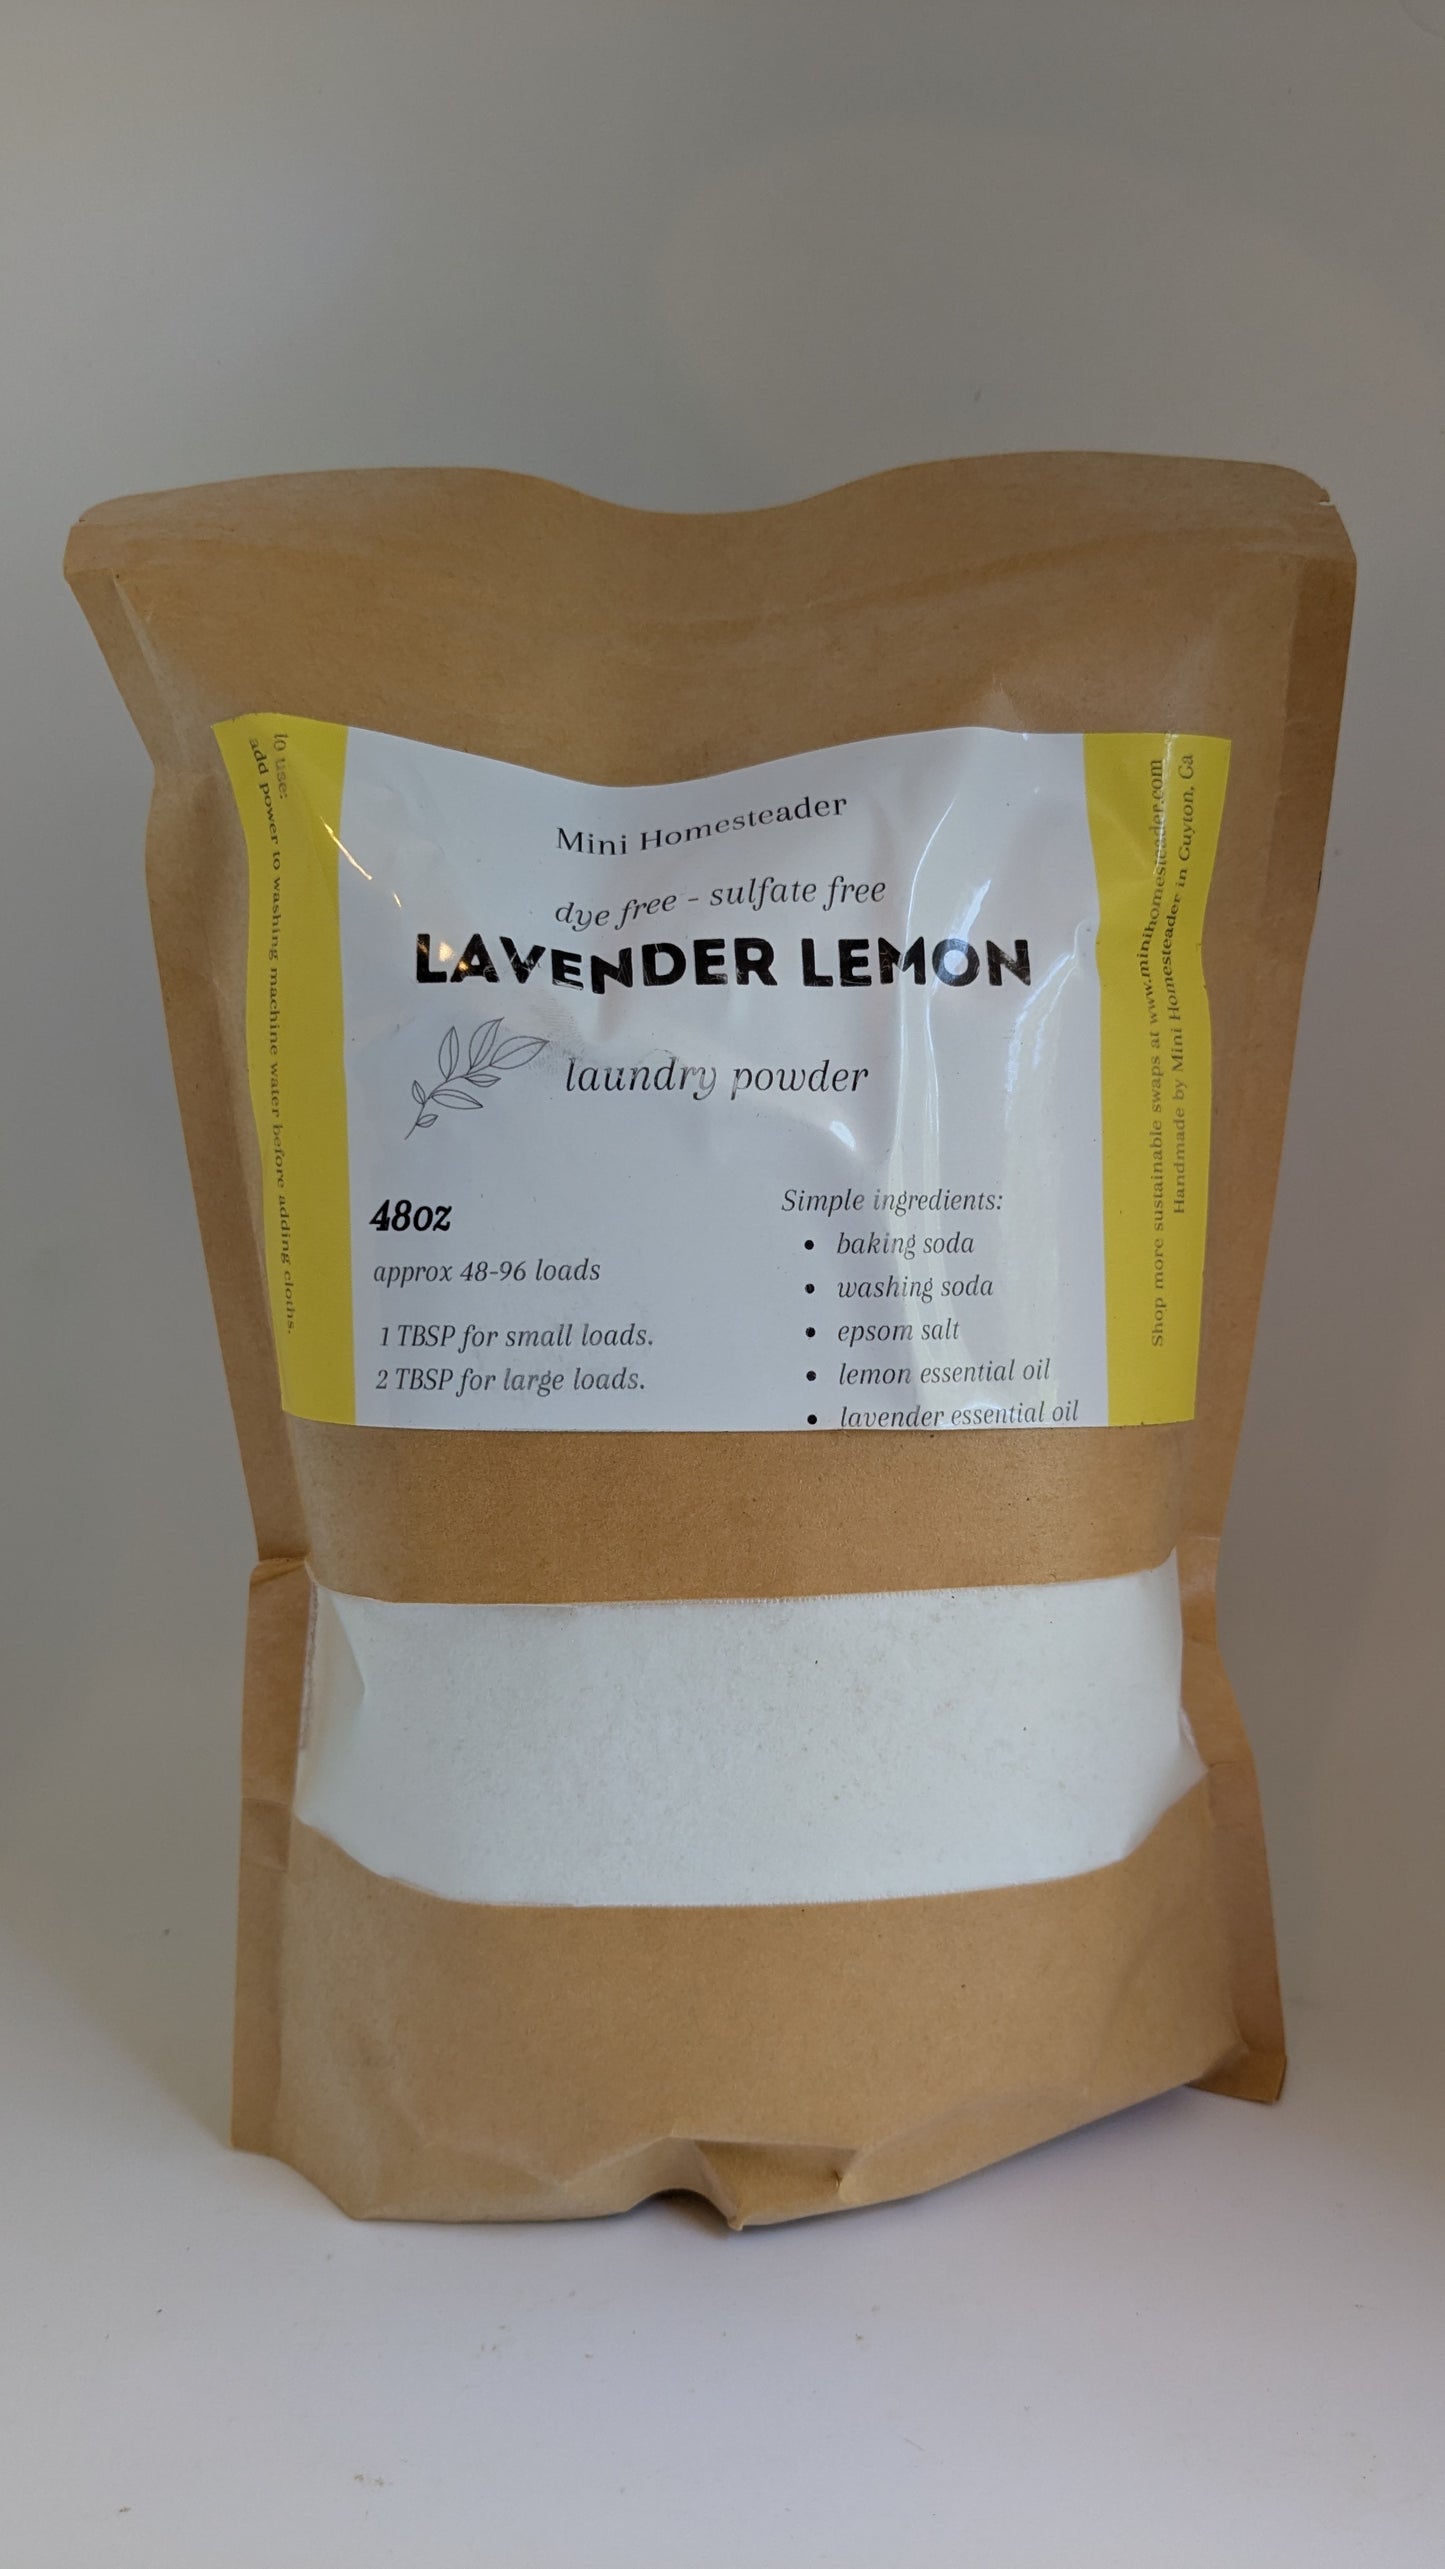 Mini Homesteader
dye free - sulfate free
LAVENDER LEMON
laundry powder
48oz
approx 48-96 loads
1 TBSP for small loads.
2 TBSP for large loads.
Simple ingredients:
• baking soda
• washing soda
• epsom salt
• lemon essential oil
• lavender essential oil
to use:
add power to washing machine water before adding cloths.
Shop more sustainable swaps at www.minihomesteader.com
Handmade by Mini Homesteader in Guyton, Ga